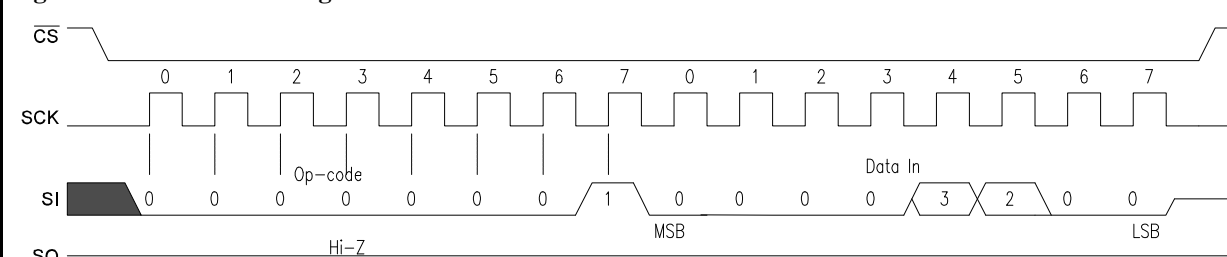 CS
0 1 2 3 4 5 6 7 0 1 2 3 4 5 6 7
SCK
Op-code
Data In
SI
0 0 0 0 0 0 0 1 0 0 0 0 3 2 0 0
MSB
LSB
Hi-Z
SO